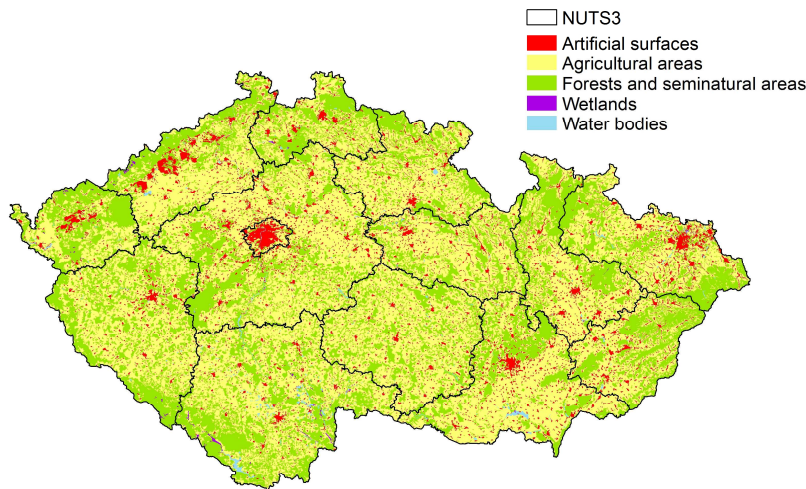 NUTS3
Artificial surfaces
Agricultural areas
Forests and seminatural areas
Wetlands
Water bodies